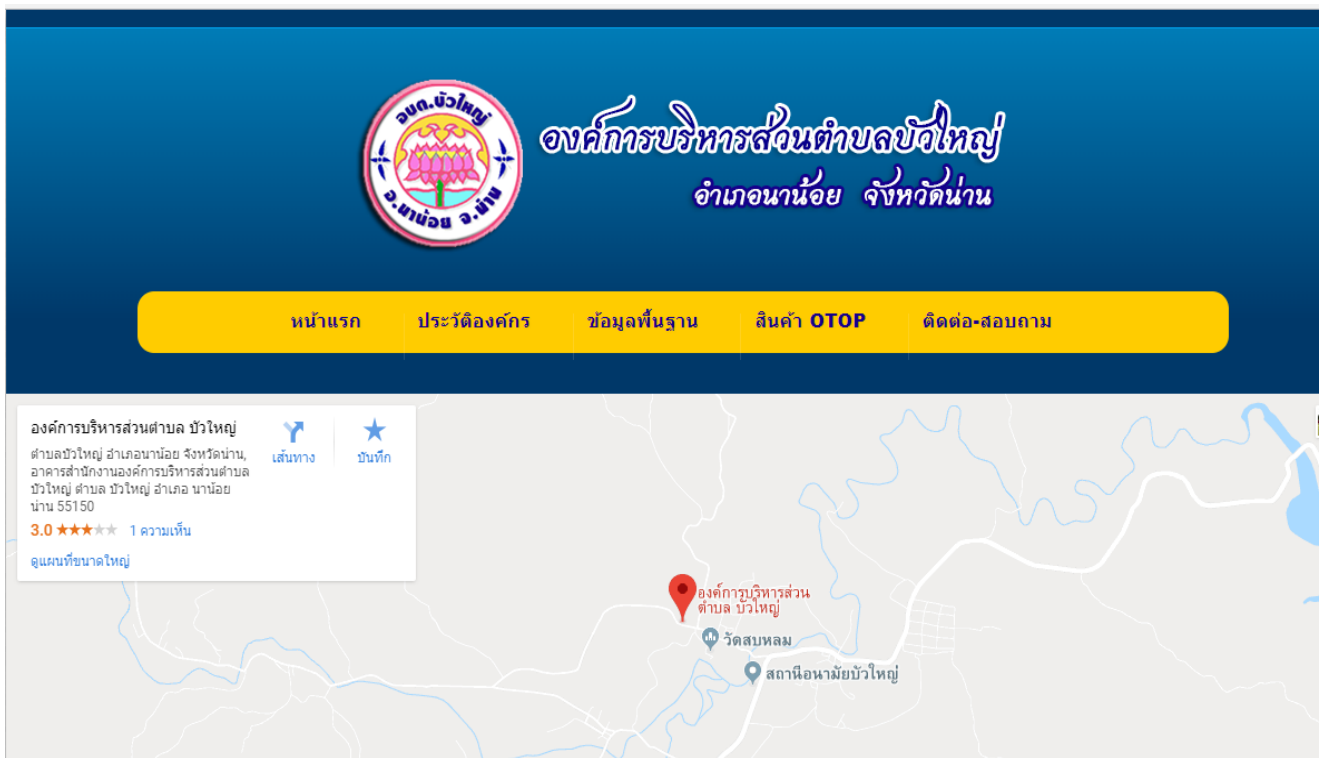 อบต.บัวใหญ่
อ.นาน้อย จ.น่าน
องค์การบริหารส่วนตำบลบัวใหญ่
อำเภอนาน้อย จังหวัดน่าน
หน้าแรก ประวัติองค์กร ข้อมูลพื้นฐาน สินค้า OTOP ติดต่อ-สอบถาม
องค์การบริหารส่วนตำบล บัวใหญ่
ตำบลบัวใหญ่ อำเภอนาน้อย จังหวัดน่าน,
อาคารสำนักงานองค์การบริหารส่วนตำบล
บัวใหญ่ ตำบล บัวใหญ่ อำเภอ นาน้อย
น่าน 55150
3.0 ★★★★★ 1 ความเห็น
ดูแผนที่ขนาดใหญ่
เส้นทาง
บันทึก
องค์การบริหารส่วน
ตำบล บัวใหญ่
วัดสบหลม
สถานีอนามัยบัวใหญ่